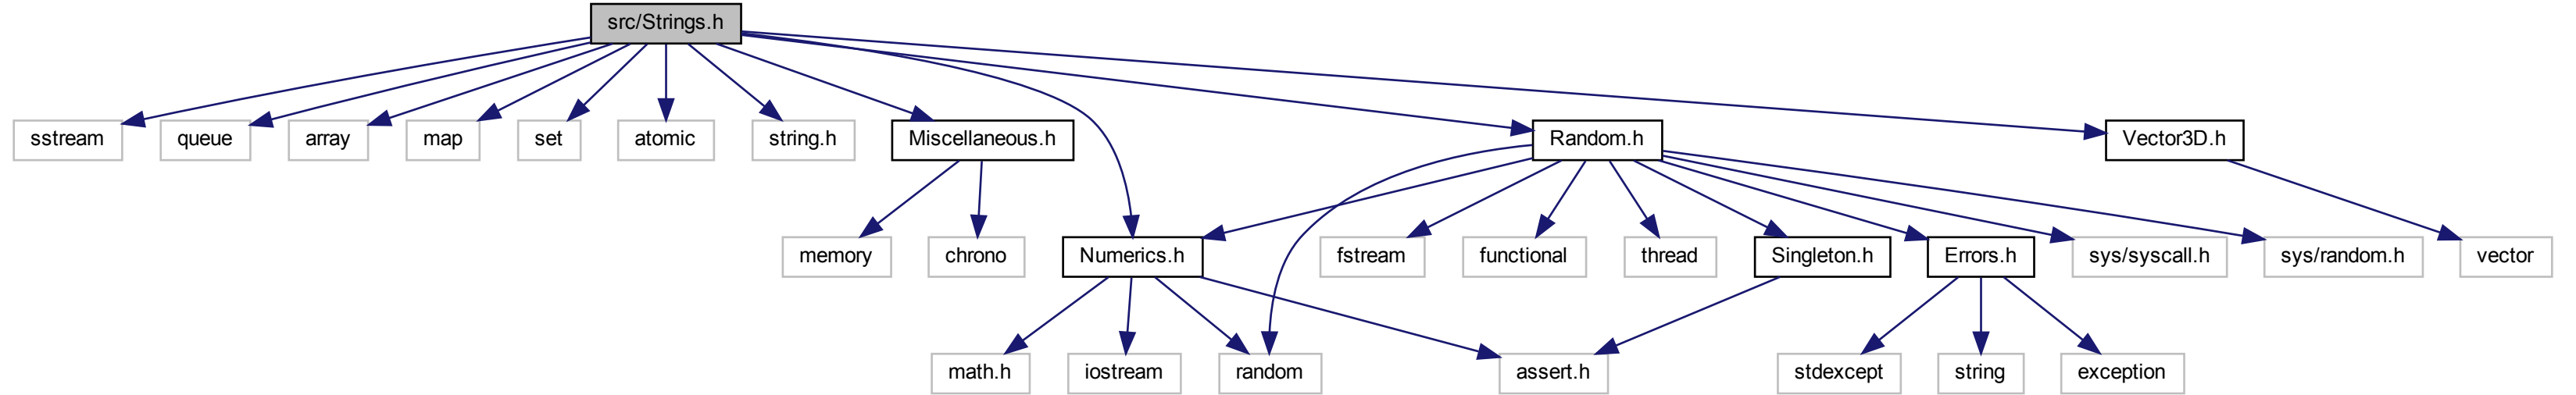 src/Strings.h
sstream
queue
array
map
set
atomic
string.h
Miscellaneous.h
Random.h
Vector3D.h
memory
chrono
Numerics.h
fstream
functional
thread
Singleton.h
Errors.h
sys/syscall.h
sys/random.h
vector
math.h
iostream
random
assert.h
stdexcept
string
exception